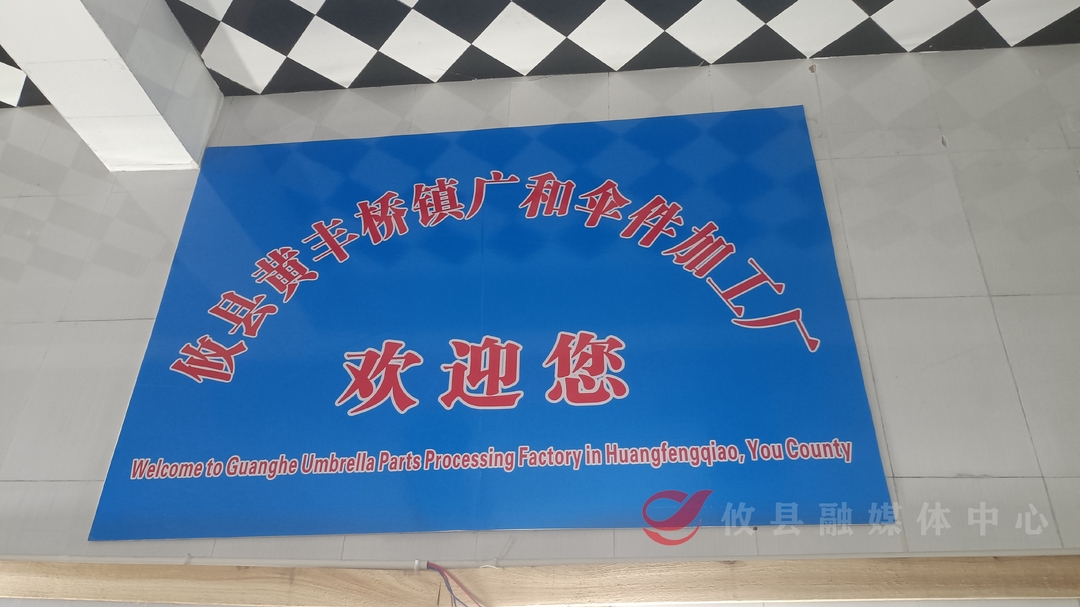 攸县黄丰桥镇广和伞件加工厂
欢迎您
Welcome to Guanghe Umbrella Parts Processing Factory in Huangfengqiao, You County
攸县融媒体中心